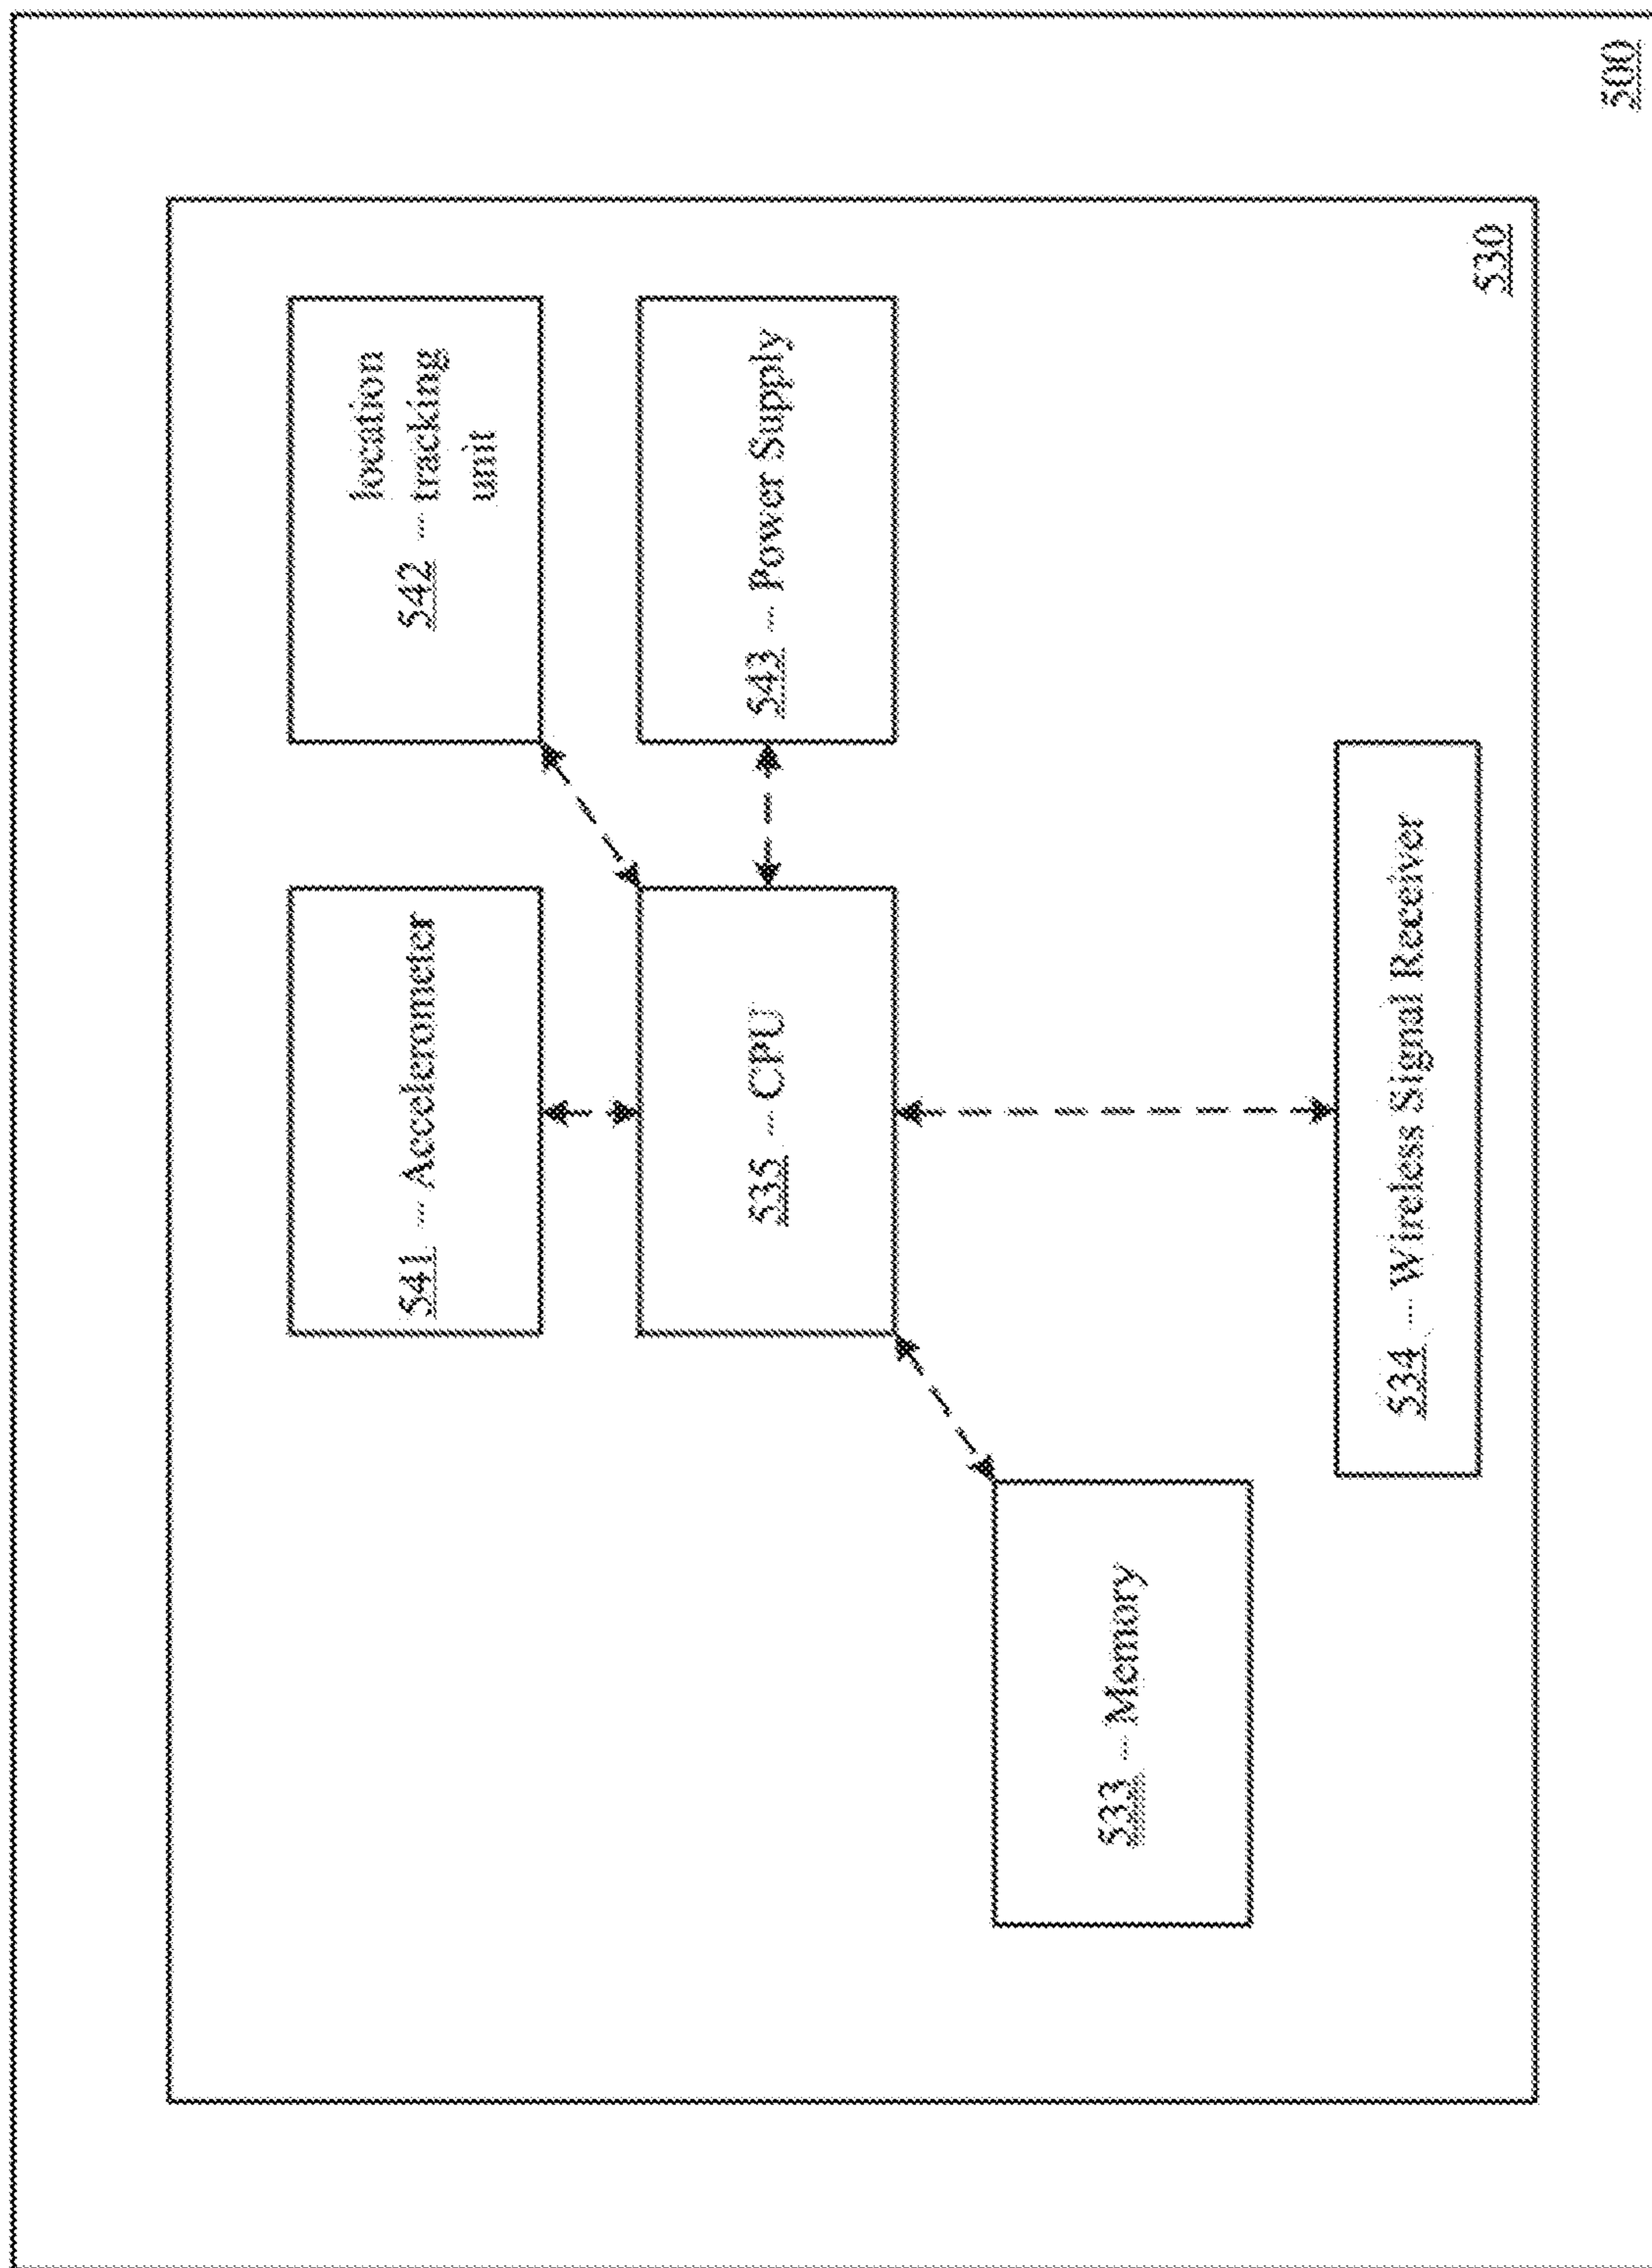 541 – Accelerometer
location
542 – tracking
unit
535 – CPU
543 – Power Supply
533 – Memory
534 – Wireless Signal Receiver
530
500